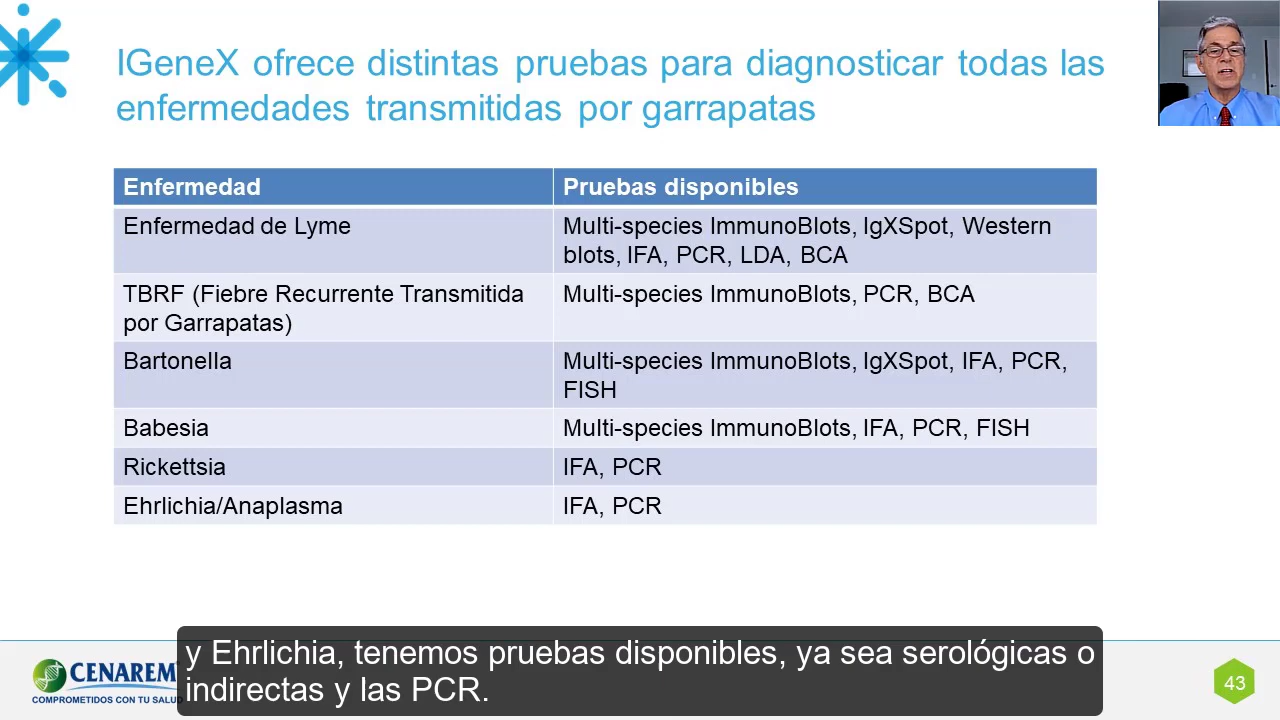 IGeneX ofrece distintas pruebas para diagnosticar todas las
enfermedades transmitidas por garrapatas
Enfermedad
Pruebas disponibles
Enfermedad de Lyme
Multi-species ImmunoBlots, IgXSpot, Western
blots, IFA, PCR, LDA, BCA
TBRF (Fiebre Recurrente Transmitida
por Garrapatas)
Multi-species ImmunoBlots, PCR, BCA
Bartonella
Multi-species ImmunoBlots, IgXSpot, IFA, PCR,
FISH
Babesia
Multi-species ImmunoBlots, IFA, PCR, FISH
Rickettsia
IFA, PCR
Ehrlichia/Anaplasma
IFA, PCR
y Ehrlichia, tenemos pruebas disponibles, ya sea serológicas o
indirectas y las PCR.
CENAREM
COMPROMETIDOS CON TU SALUD
43